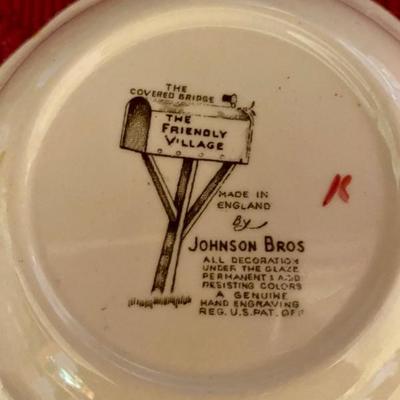 THE
COVERED BRIDGE
THE
FRIENDLY
VILLAGE
MADE IN
ENGLAND
By
JOHNSON BROS
ALL DECORATION
UNDER THE GLAZE
PERMANENT & ACID
RESISTING COLORS
A GENUINE
HAND ENGRAVING
REG. U.S. PAT. OFF
K